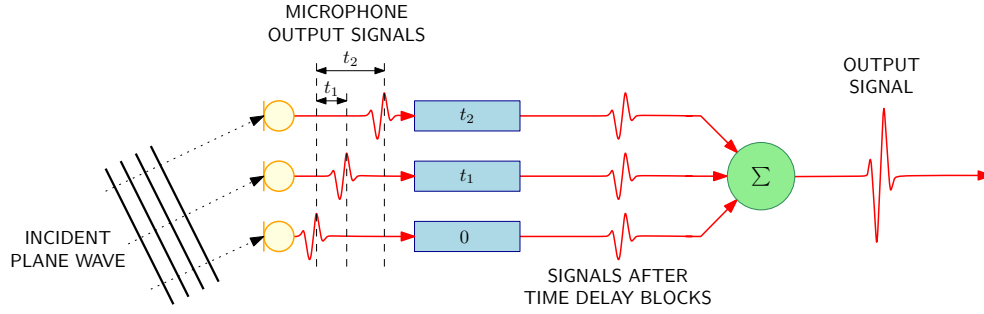 MICROPHONE
OUTPUT SIGNALS
t₂
t₁
OUTPUT
SIGNAL
t₂
t₁
Σ
0
INCIDENT
PLANE WAVE
SIGNALS AFTER
TIME DELAY BLOCKS